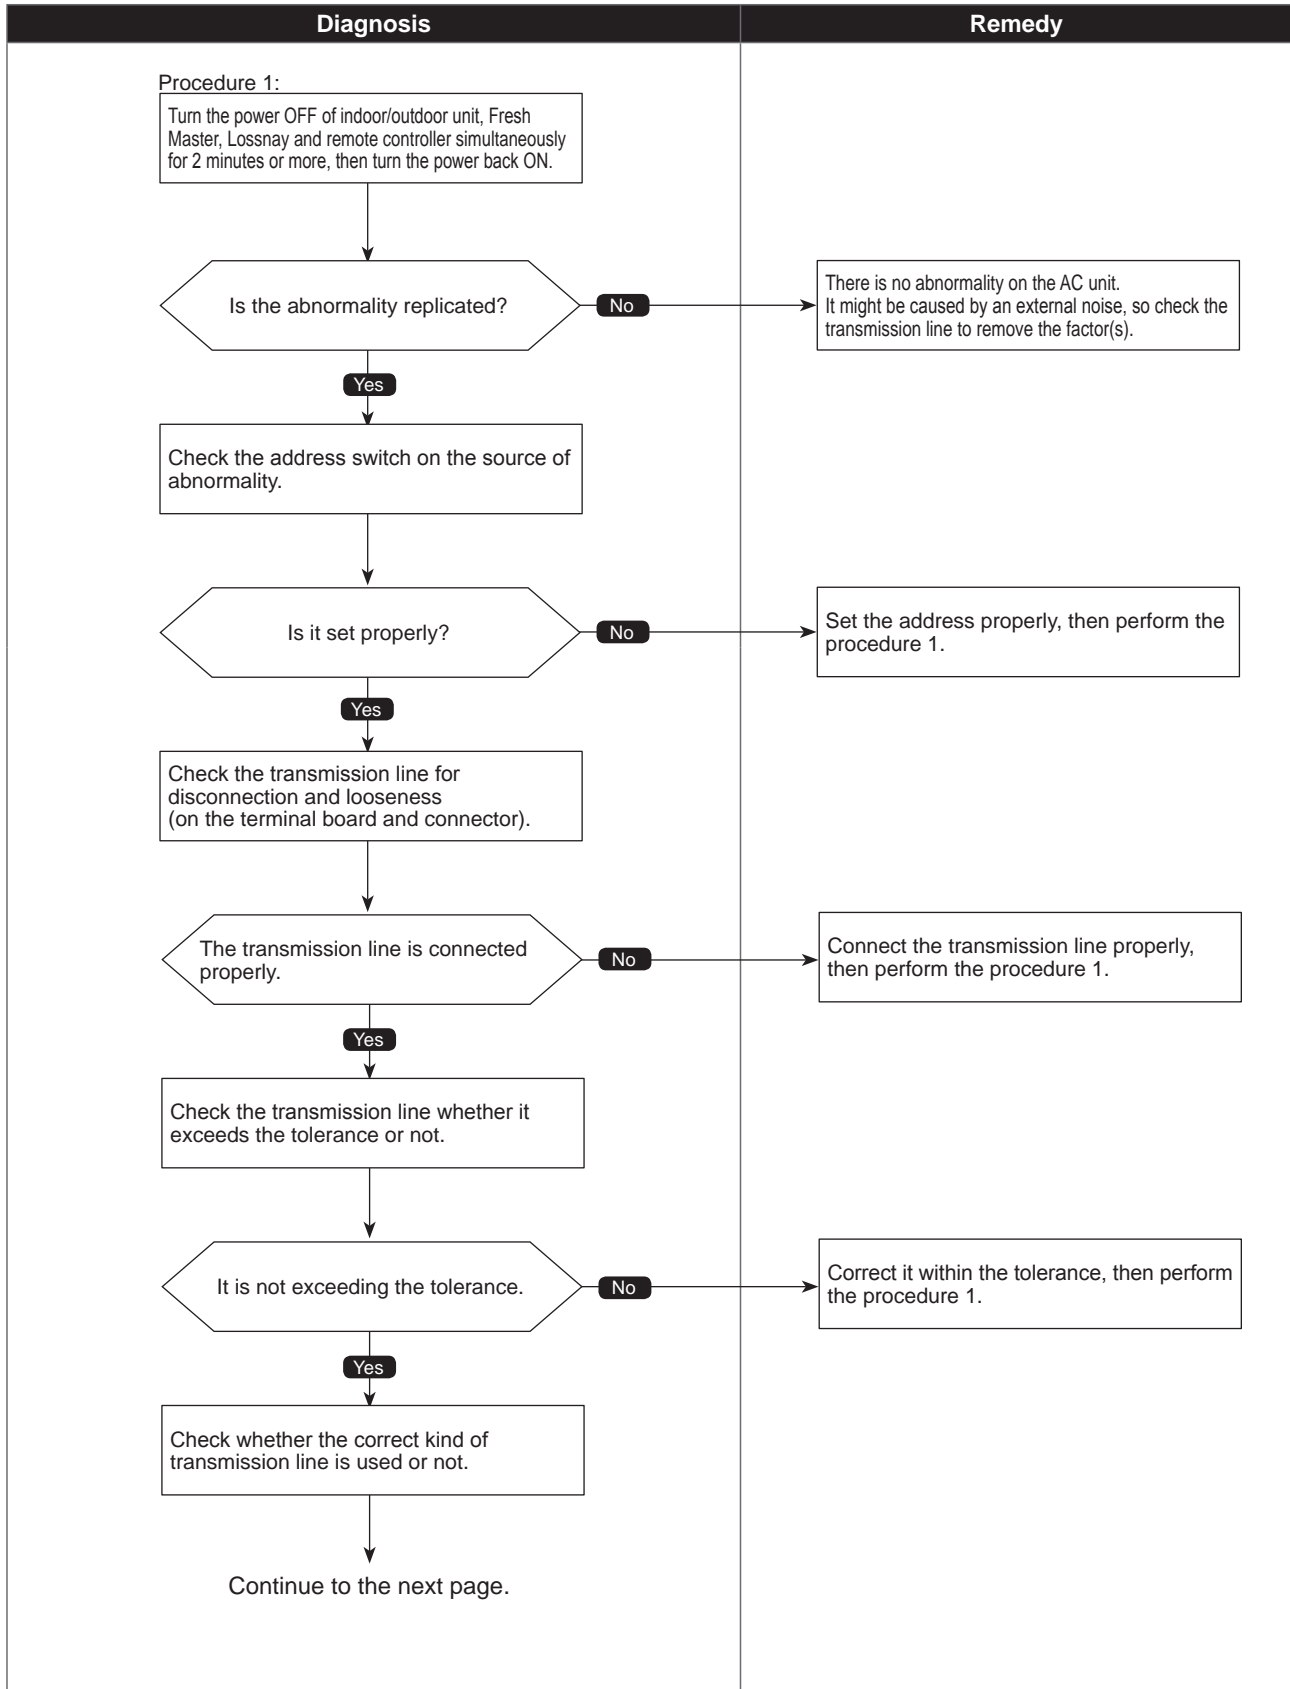 Diagnosis
Remedy
Procedure 1:
Turn the power OFF of indoor/outdoor unit, Fresh
Master, Lossnay and remote controller simultaneously
for 2 minutes or more, then turn the power back ON.
Is the abnormality replicated?
No
There is no abnormality on the AC unit.
It might be caused by an external noise, so check the
transmission line to remove the factor(s).
Yes
Check the address switch on the source of
abnormality.
Is it set properly?
No
Set the address properly, then perform the
procedure 1.
Yes
Check the transmission line for
disconnection and looseness
(on the terminal board and connector).
The transmission line is connected
properly.
No
Connect the transmission line properly,
then perform the procedure 1.
Yes
Check the transmission line whether it
exceeds the tolerance or not.
It is not exceeding the tolerance.
No
Correct it within the tolerance, then perform
the procedure 1.
Yes
Check whether the correct kind of
transmission line is used or not.
Continue to the next page.